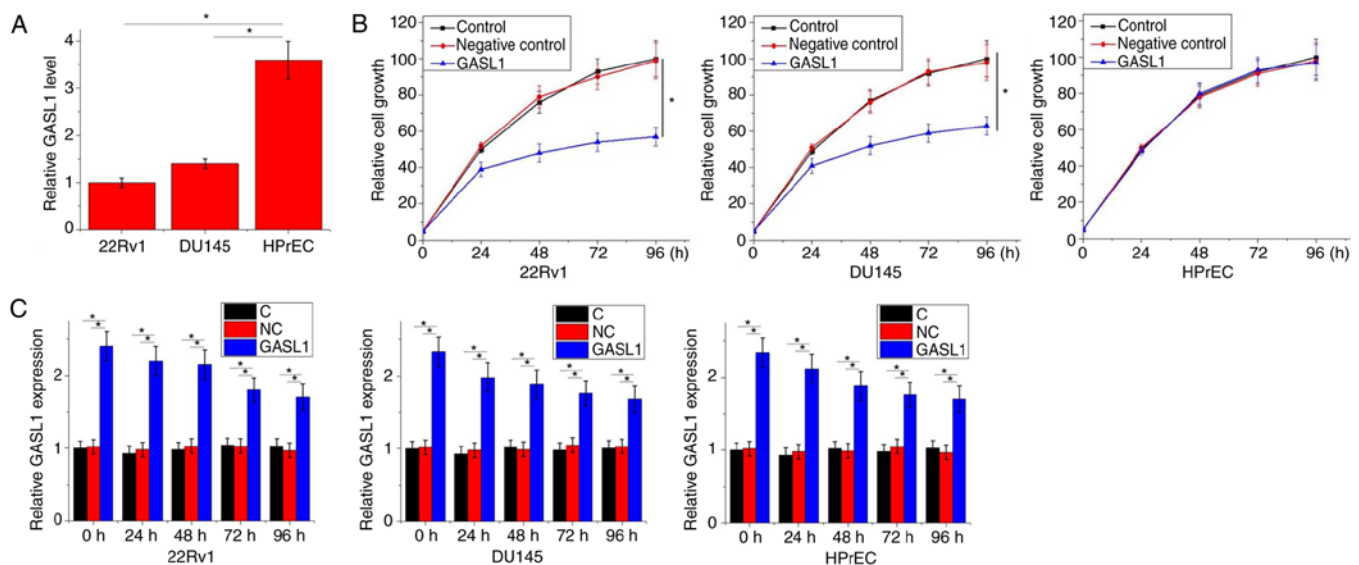 A
Relative GASL1 level
4
3
2
1
0
*
*
22Rv1
DU145
HPrEC
B
Relative cell growth
120
100
80
60
40
20
0
Control
Negative control
GASL1
*
0 24 48 72 96 (h)
22Rv1
Relative cell growth
120
100
80
60
40
20
0
Control
Negative control
GASL1
*
0 24 48 72 96 (h)
DU145
Relative cell growth
120
100
80
60
40
20
0
Control
Negative control
GASL1
0 24 48 72 96 (h)
HPrEC
C
Relative GASL1 expression
2
1
0
C
NC
GASL1
* *
* *
* *
* *
* *
0 h 24 h 48 h 72 h 96 h
22Rv1
Relative GASL1 expression
2
1
0
C
NC
GASL1
* *
* *
* *
* *
* *
0 h 24 h 48 h 72 h 96 h
DU145
Relative GASL1 expression
2
1
0
C
NC
GASL1
* *
* *
* *
* *
* *
0 h 24 h 48 h 72 h 96 h
HPrEC